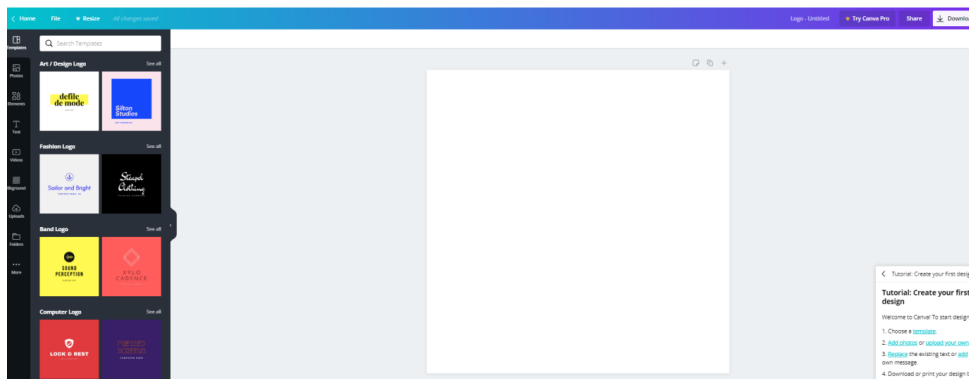 Home File Resize All changes saved Logo - Untitled Try Canva Pro Share Downloa
Templates
Search Templates
Photos
Elements
Text
Videos
Bkground
Uploads
Folders
More
Art / Design Logo See all
defile
de mode
Silton
Studios
Fashion Logo See all
Sailor and Bright
Steapel
Clothing
Band Logo See all
SOUND
PERCEPTION
XYLO
CADENCE
Computer Logo See all
LOCK & REST
Tutorial: Create your first desig
Tutorial: Create your first
design
Welcome to Canva! To start design
1. Choose a template.
2. Add photos or upload your own
3. Replace the existing text or add
own message.
4. Download or print your design b